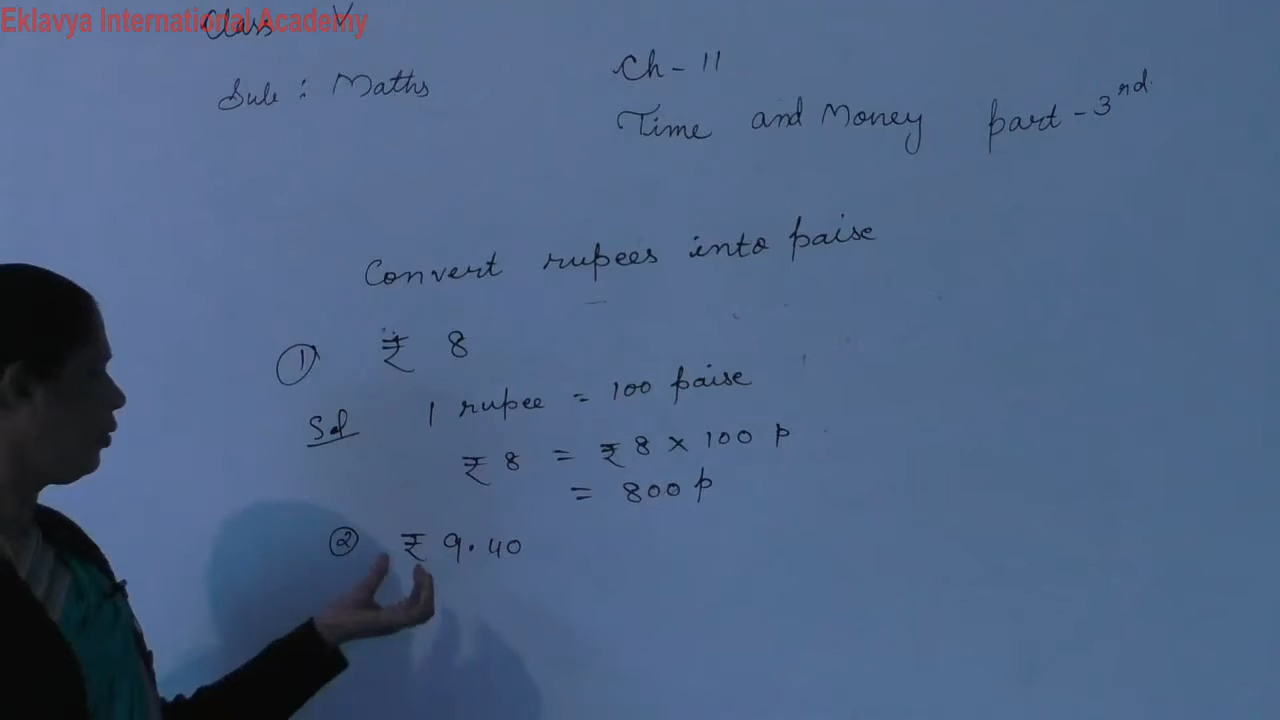 Eklavya International Academy
Class V
Sub : Maths
Ch - 11
Time and Money part - 3rd.
Convert rupees into paise
① ₹ 8
Sol 1 rupee = 100 paise
₹ 8 = ₹ 8 × 100 p
= 800 p
② ₹ 9.40